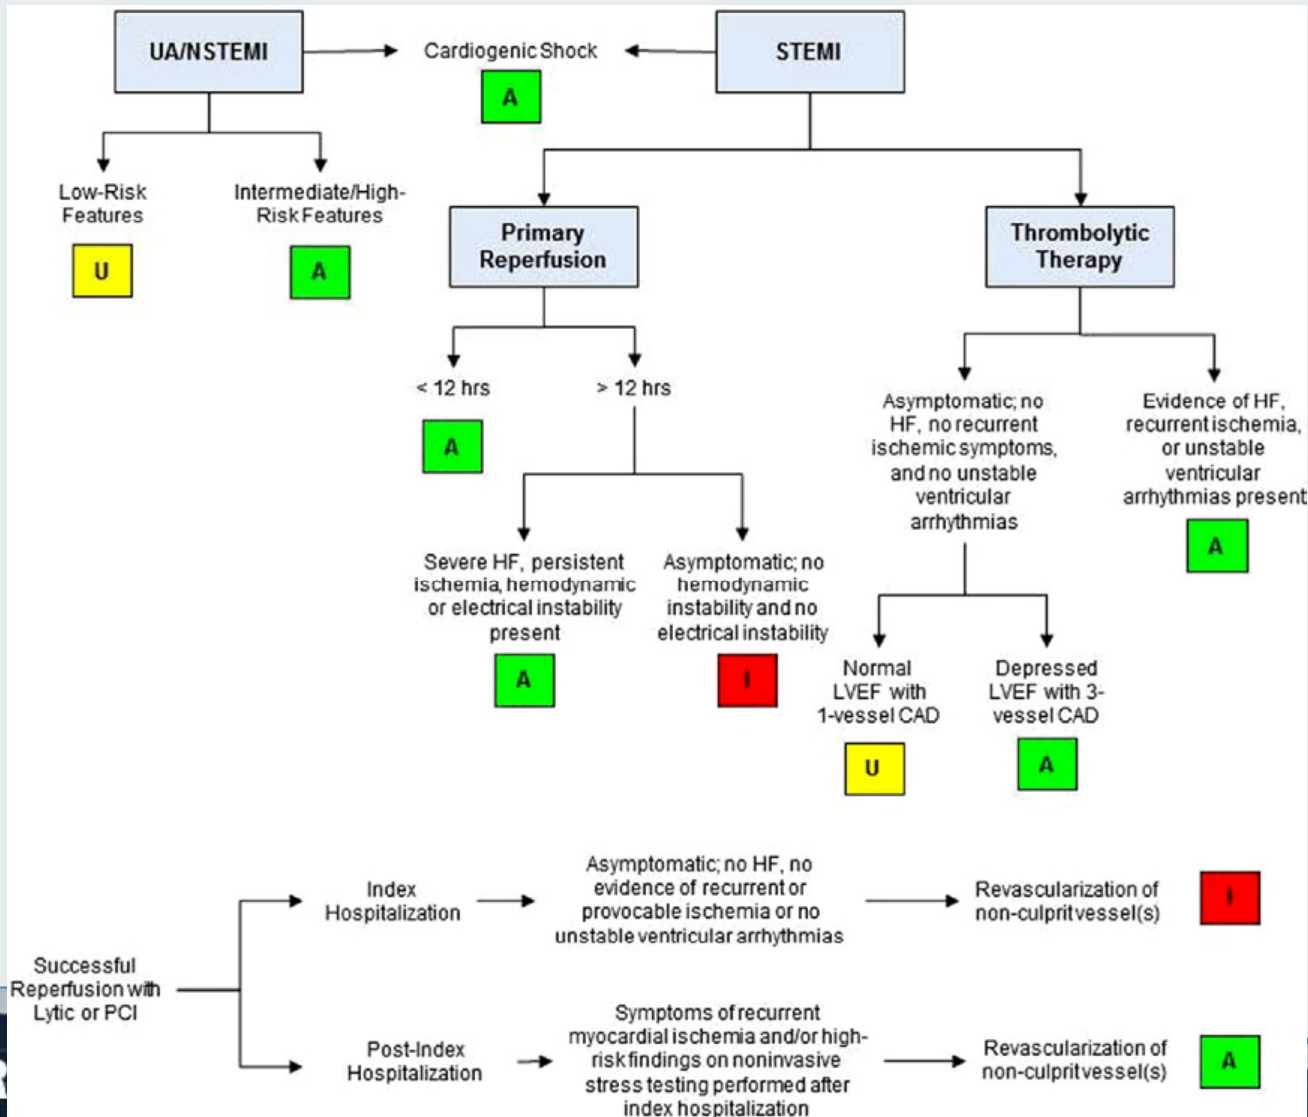 UA/NSTEMI
Cardiogenic Shock
STEMI
A
Low-Risk
Features
U
Intermediate/High-
Risk Features
A
Primary
Reperfusion
Thrombolytic
Therapy
< 12 hrs
A
> 12 hrs
Severe HF, persistent
ischemia, hemodynamic
or electrical instability
present
A
Asymptomatic; no
hemodynamic
instability and no
electrical instability
I
Asymptomatic; no
HF, no recurrent
ischemic symptoms,
and no unstable
ventricular
arrhythmias
Evidence of HF,
recurrent ischemia,
or unstable
ventricular
arrhythmias present
A
Normal
LVEF with
1-vessel CAD
U
Depressed
LVEF with 3-
vessel CAD
A
Successful
Reperfusion with
Lytic or PCI
Index
Hospitalization
Asymptomatic; no HF, no
evidence of recurrent or
provocable ischemia or no
unstable ventricular arrhythmias
Revascularization of
non-culprit vessel(s)
I
Post-Index
Hospitalization
Symptoms of recurrent
myocardial ischemia and/or high-
risk findings on noninvasive
stress testing performed after
index hospitalization
Revascularization of
non-culprit vessel(s)
A